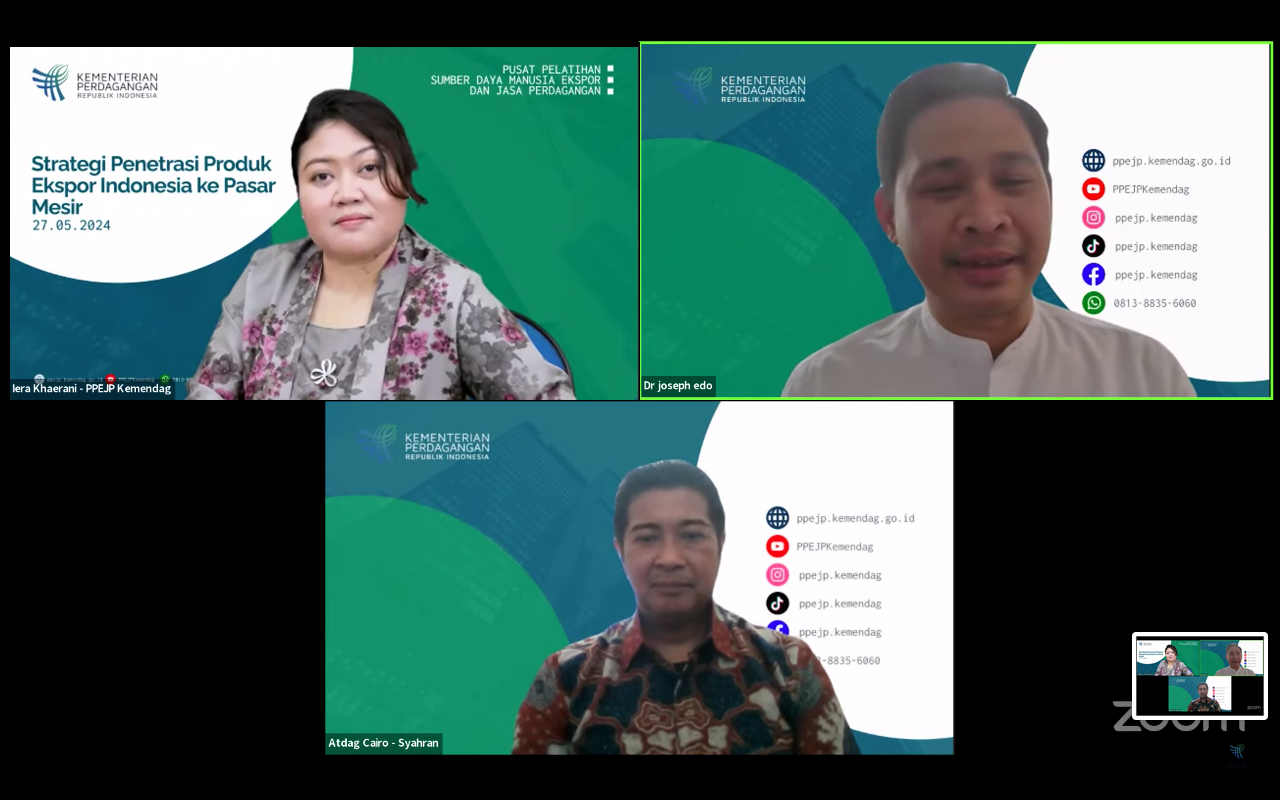 KEMENTERIAN
PERDAGANGAN
REPUBLIK INDONESIA
PUSAT PELATIHAN
SUMBER DAYA MANUSIA EKSPOR
DAN JASA PERDAGANGAN
Strategi Penetrasi Produk
Ekspor Indonesia ke Pasar
Mesir
27.05.2024
Iera Khaerani - PPEJP Kemendag
KEMENTERIAN
PERDAGANGAN
REPUBLIK INDONESIA
ppejp.kemendag.go.id
PPEJPKemendag
ppejp.kemendag
ppejp.kemendag
ppejp.kemendag
0813-8835-6060
Dr joseph edo
KEMENTERIAN
PERDAGANGAN
REPUBLIK INDONESIA
ppejp.kemendag.go.id
PPEJPKemendag
ppejp.kemendag
ppejp.kemendag
ppejp.kemendag
-8835-6060
Atdag Cairo - Syahran
zoom